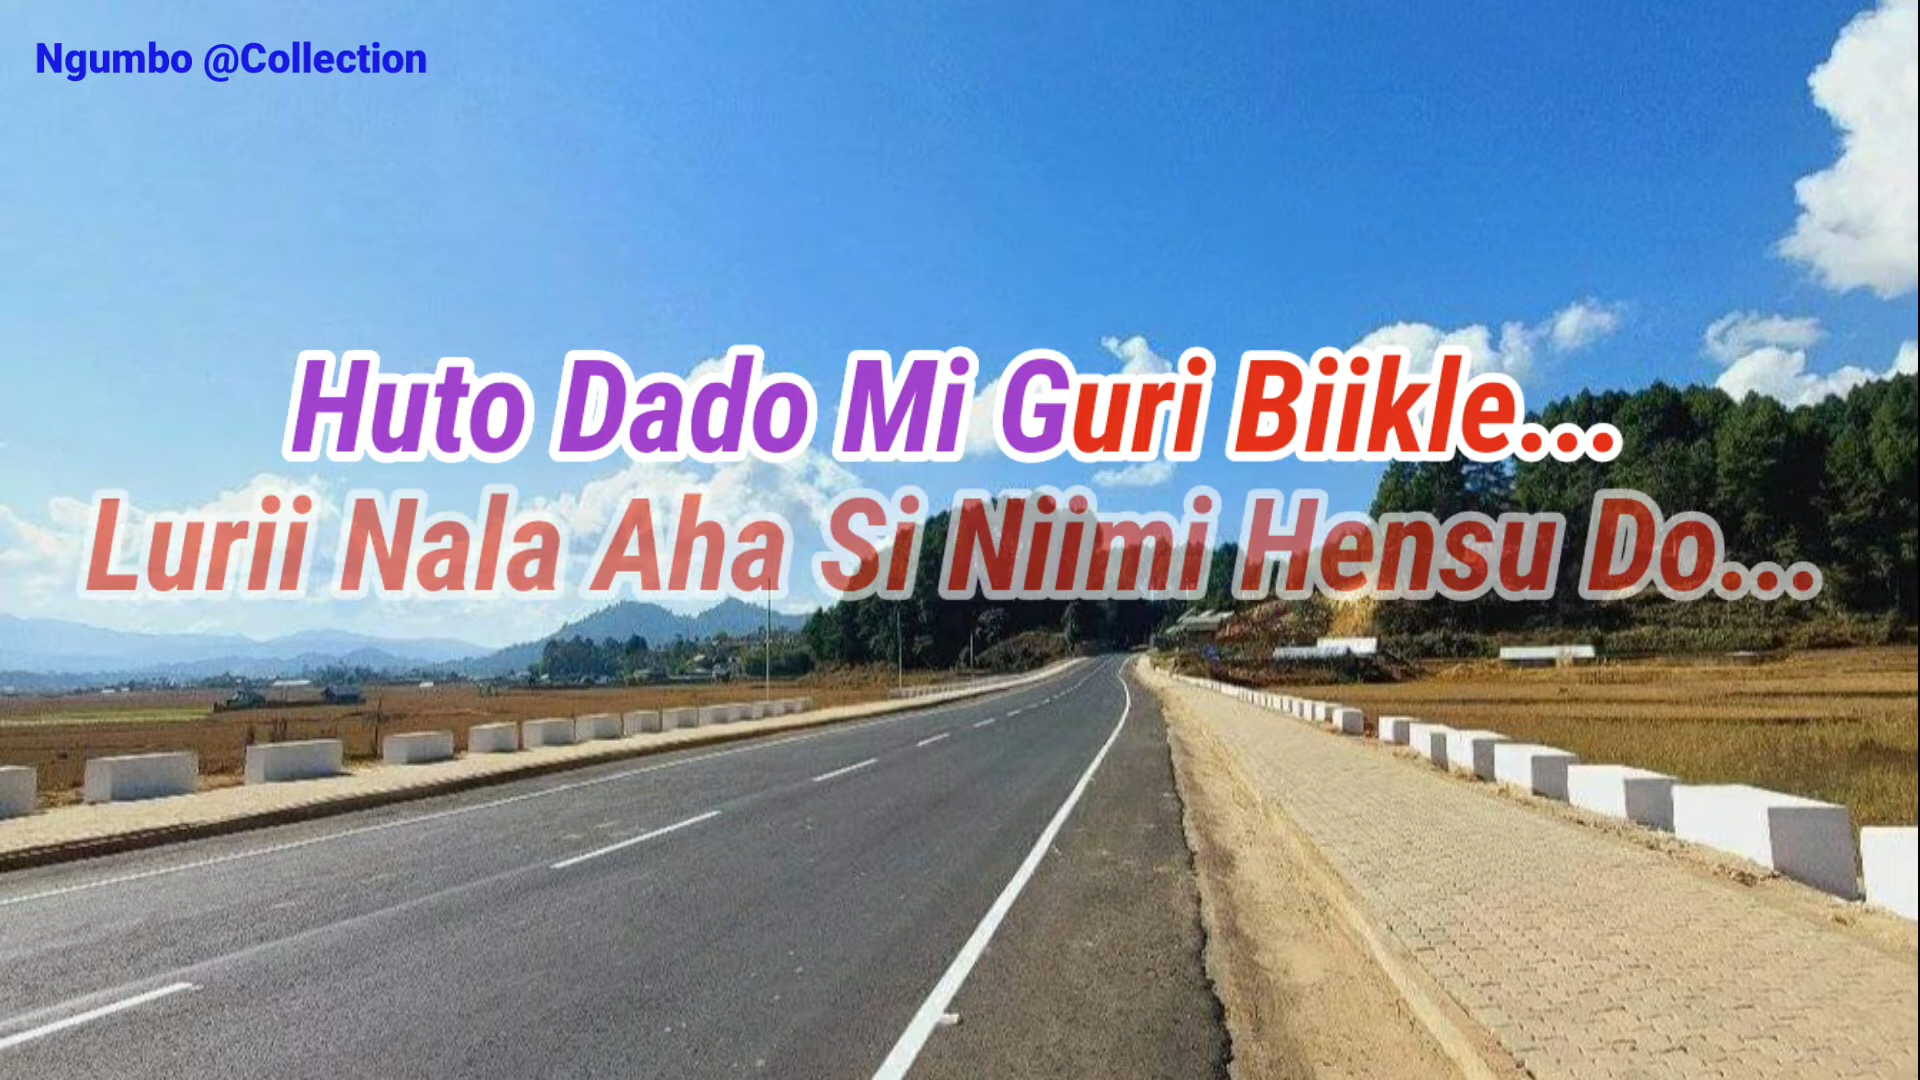 Ngumbo @Collection
Huto Dado Mi Guri Biikle...
Lurii Nala Aha Si Niimi Hensu Do...